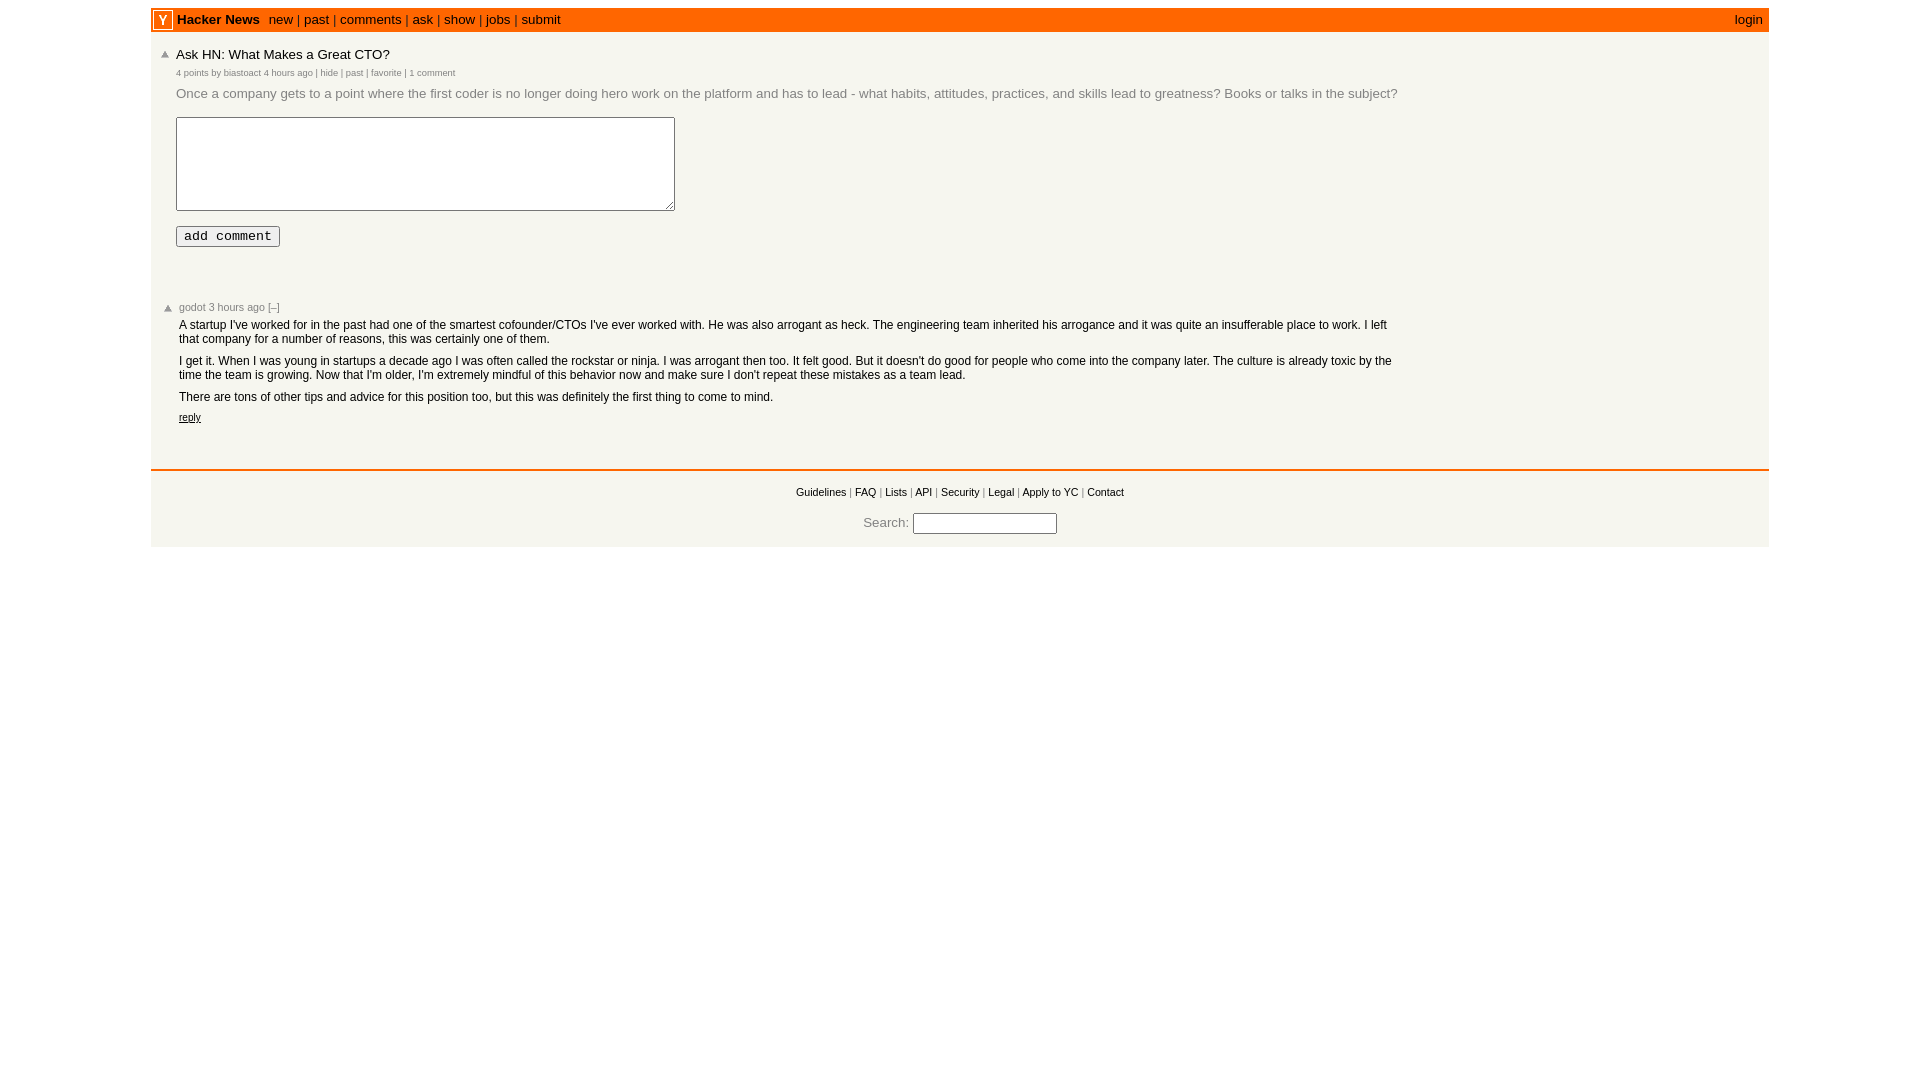 Y Hacker News new | past | comments | ask | show | jobs | submit login
Ask HN: What Makes a Great CTO?
4 points by biastoact 4 hours ago | hide | past | favorite | 1 comment
Once a company gets to a point where the first coder is no longer doing hero work on the platform and has to lead - what habits, attitudes, practices, and skills lead to greatness? Books or talks in the subject?
add comment
godot 3 hours ago [–]
A startup I've worked for in the past had one of the smartest cofounder/CTOs I've ever worked with. He was also arrogant as heck. The engineering team inherited his arrogance and it was quite an insufferable place to work. I left
that company for a number of reasons, this was certainly one of them.
I get it. When I was young in startups a decade ago I was often called the rockstar or ninja. I was arrogant then too. It felt good. But it doesn't do good for people who come into the company later. The culture is already toxic by the
time the team is growing. Now that I'm older, I'm extremely mindful of this behavior now and make sure I don't repeat these mistakes as a team lead.
There are tons of other tips and advice for this position too, but this was definitely the first thing to come to mind.
reply
Guidelines | FAQ | Lists | API | Security | Legal | Apply to YC | Contact
Search: